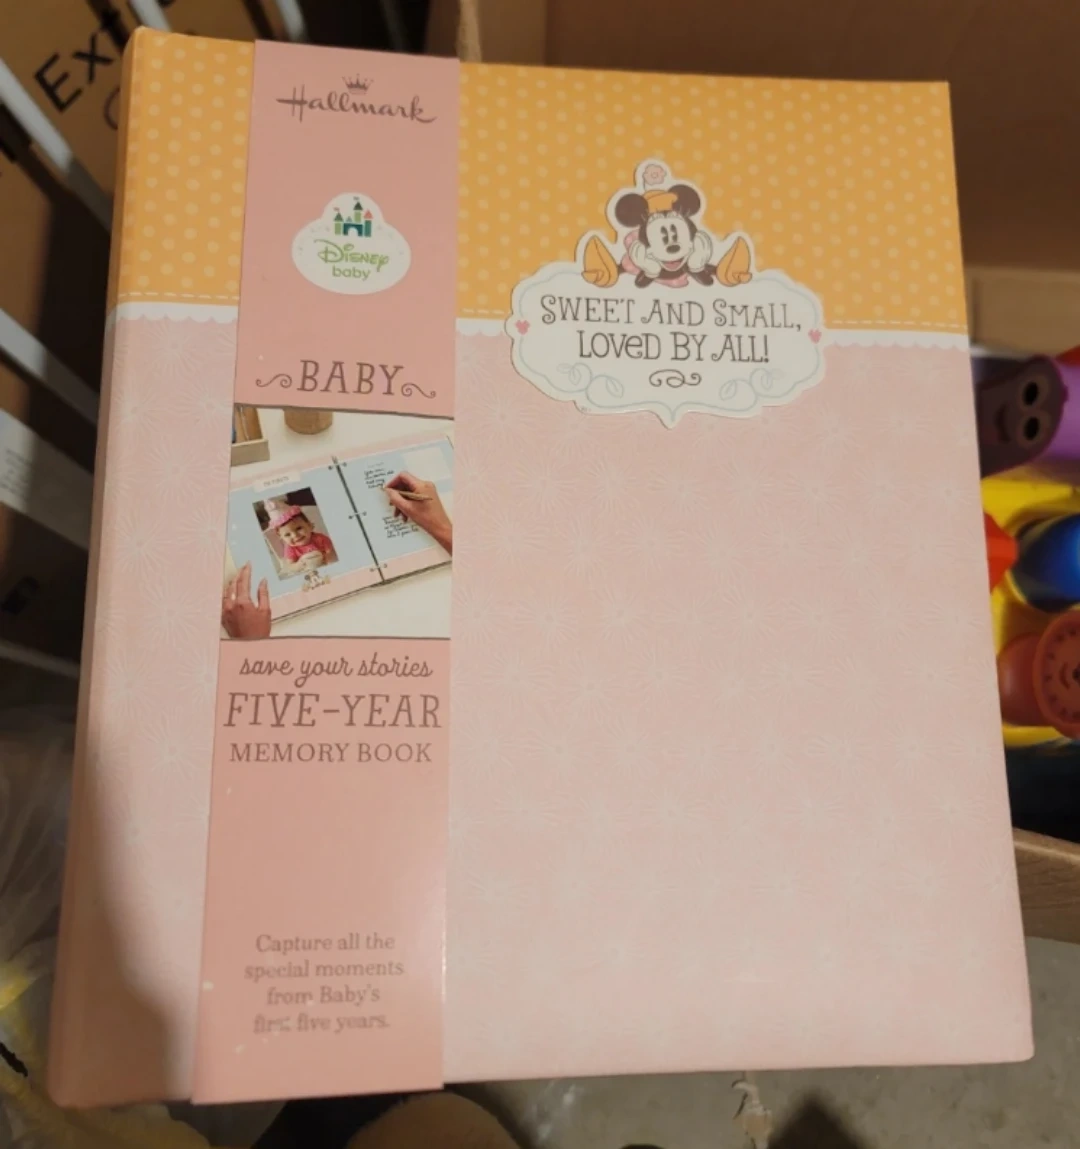 Hallmark
Disney
baby
BABY
save your stories
FIVE-YEAR
MEMORY BOOK
Capture all the
special moments
from Baby's
first five years.
SWEET AND SMALL,
LOVED BY ALL!